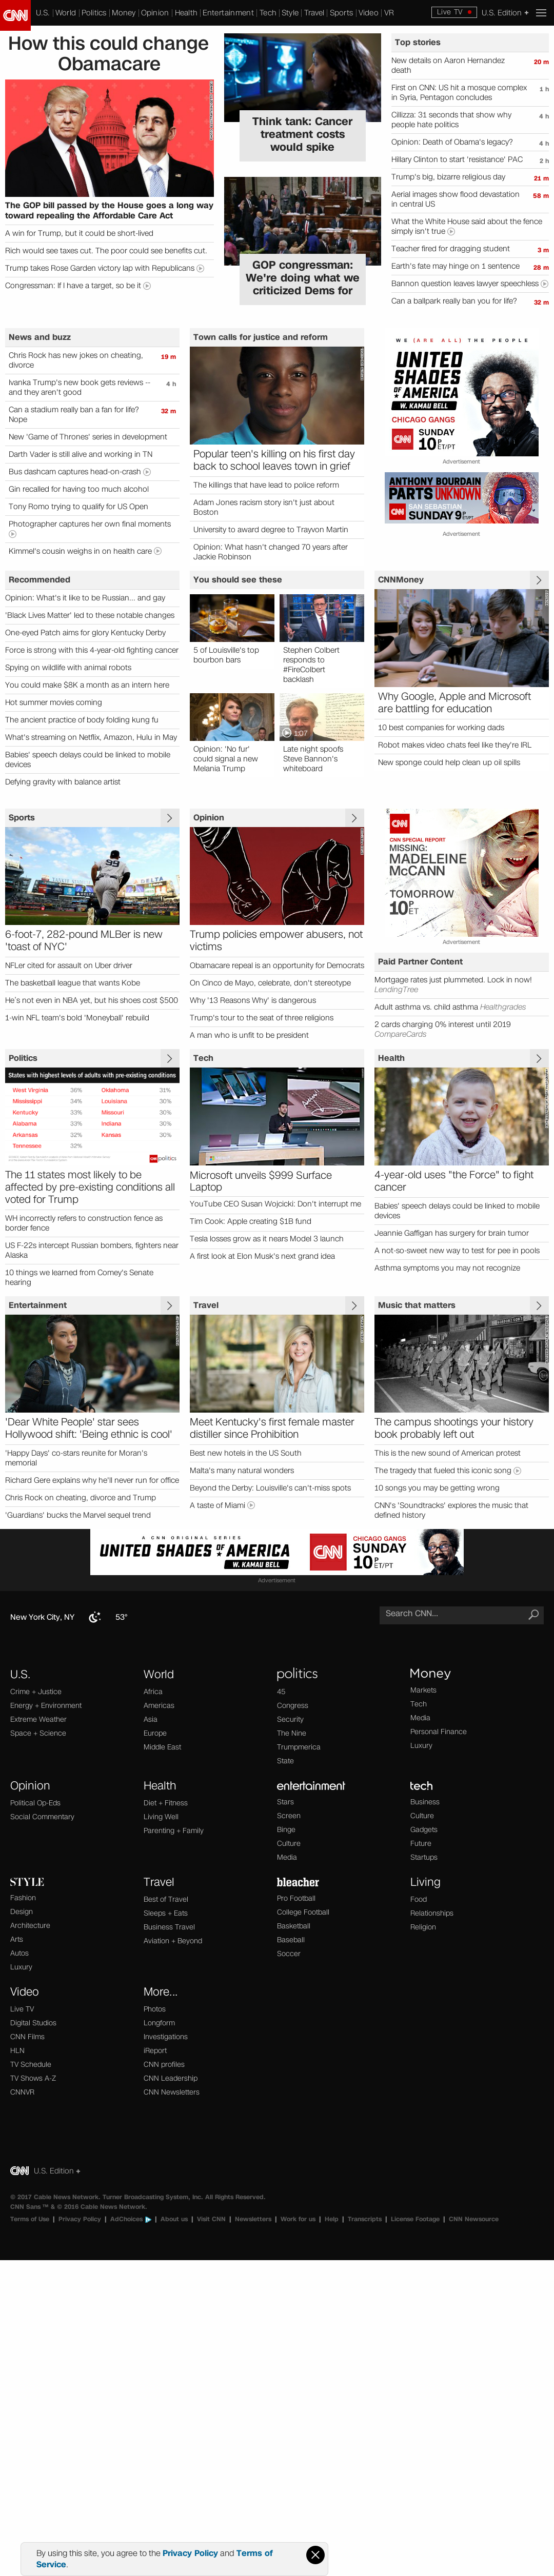 CNN
U.S. | World | Politics | Money | Opinion | Health | Entertainment | Tech | Style | Travel | Sports | Video | VR
Live TV
U.S. Edition +
How this could change Obamacare
The GOP bill passed by the House goes a long way
toward repealing the Affordable Care Act
A win for Trump, but it could be short-lived
Rich would see taxes cut. The poor could see benefits cut.
Trump takes Rose Garden victory lap with Republicans
Congressman: If I have a target, so be it
Think tank: Cancer
treatment costs
would spike
GOP congressman:
We're doing what we
criticized Dems for
Top stories
New details on Aaron Hernandez
death
20 m
First on CNN: US hit a mosque complex
in Syria, Pentagon concludes
1 h
Cillizza: 31 seconds that show why
people hate politics
4 h
Opinion: Death of Obama's legacy?
4 h
Hillary Clinton to start 'resistance' PAC
2 h
Trump's big, bizarre religious day
21 m
Aerial images show flood devastation
in central US
58 m
What the White House said about the fence
simply isn't true
Teacher fired for dragging student
3 m
Earth's fate may hinge on 1 sentence
28 m
Bannon question leaves lawyer speechless
Can a ballpark really ban you for life?
32 m
News and buzz
Chris Rock has new jokes on cheating,
divorce
19 m
Ivanka Trump's new book gets reviews --
and they aren't good
4 h
Can a stadium really ban a fan for life?
Nope
32 m
New 'Game of Thrones' series in development
Darth Vader is still alive and working in TN
Bus dashcam captures head-on-crash
Gin recalled for having too much alcohol
Tony Romo trying to qualify for US Open
Photographer captures her own final moments
Kimmel's cousin weighs in on health care
Town calls for justice and reform
Popular teen's killing on his first day
back to school leaves town in grief
The killings that have lead to police reform
Adam Jones racism story isn't just about
Boston
University to award degree to Trayvon Martin
Opinion: What hasn't changed 70 years after
Jackie Robinson
WE (ARE ALL) THE PEOPLE
UNITED
SHADES
OF
AMERICA
W. KAMAU BELL
CHICAGO GANGS
CNN
SUNDAY
10P ET/PT
Advertisement
ANTHONY BOURDAIN
PARTS UNKNOWN
CNN
SAN SEBASTIAN
SUNDAY 9P ET/PT
Advertisement
Recommended
Opinion: What's it like to be Russian... and gay
'Black Lives Matter' led to these notable changes
One-eyed Patch aims for glory Kentucky Derby
Force is strong with this 4-year-old fighting cancer
Spying on wildlife with animal robots
You could make $8K a month as an intern here
Hot summer movies coming
The ancient practice of body folding kung fu
What's streaming on Netflix, Amazon, Hulu in May
Babies' speech delays could be linked to mobile
devices
Defying gravity with balance artist
You should see these
5 of Louisville's top
bourbon bars
Stephen Colbert
responds to
#FireColbert
backlash
1:07
Opinion: 'No fur'
could signal a new
Melania Trump
Late night spoofs
Steve Bannon's
whiteboard
CNNMoney
Why Google, Apple and Microsoft
are battling for education
10 best companies for working dads
Robot makes video chats feel like they're IRL
New sponge could help clean up oil spills
Sports
99
6-foot-7, 282-pound MLBer is new
'toast of NYC'
NFLer cited for assault on Uber driver
The basketball league that wants Kobe
He's not even in NBA yet, but his shoes cost $500
1-win NFL team's bold 'Moneyball' rebuild
Opinion
Trump policies empower abusers, not
victims
Obamacare repeal is an opportunity for Democrats
On Cinco de Mayo, celebrate, don't stereotype
Why '13 Reasons Why' is dangerous
Trump's tour to the seat of three religions
A man who is unfit to be president
CNN
CNN SPECIAL REPORT
MISSING:
MADELEINE
McCANN
TOMORROW
10P ET
Advertisement
Paid Partner Content
Mortgage rates just plummeted. Lock in now!
LendingTree
Adult asthma vs. child asthma Healthgrades
2 cards charging 0% interest until 2019
CompareCards
Politics
States with highest levels of adults with pre-existing conditions
West Virginia 36% Oklahoma 31%
Mississippi 34% Louisiana 30%
Kentucky 33% Missouri 30%
Alabama 33% Indiana 30%
Arkansas 32% Kansas 30%
Tennessee 32%
CNN politics
The 11 states most likely to be
affected by pre-existing conditions all
voted for Trump
WH incorrectly refers to construction fence as
border fence
US F-22s intercept Russian bombers, fighters near
Alaska
10 things we learned from Comey's Senate
hearing
Tech
Microsoft unveils $999 Surface
Laptop
YouTube CEO Susan Wojcicki: Don't interrupt me
Tim Cook: Apple creating $1B fund
Tesla losses grow as it nears Model 3 launch
A first look at Elon Musk's next grand idea
Health
4-year-old uses "the Force" to fight
cancer
Babies' speech delays could be linked to mobile
devices
Jeannie Gaffigan has surgery for brain tumor
A not-so-sweet new way to test for pee in pools
Asthma symptoms you may not recognize
Entertainment
'Dear White People' star sees
Hollywood shift: 'Being ethnic is cool'
'Happy Days' co-stars reunite for Moran's
memorial
Richard Gere explains why he'll never run for office
Chris Rock on cheating, divorce and Trump
'Guardians' bucks the Marvel sequel trend
Travel
Meet Kentucky's first female master
distiller since Prohibition
Best new hotels in the US South
Malta's many natural wonders
Beyond the Derby: Louisville's can't-miss spots
A taste of Miami
Music that matters
The campus shootings your history
book probably left out
This is the new sound of American protest
The tragedy that fueled this iconic song
10 songs you may be getting wrong
CNN's 'Soundtracks' explores the music that
defined history
A CNN ORIGINAL SERIES
UNITED SHADES OF AMERICA
W. KAMAU BELL
CNN
CHICAGO GANGS
SUNDAY
10P ET/PT
Advertisement
New York City, NY 53°
Search CNN...
U.S.
Crime + Justice
Energy + Environment
Extreme Weather
Space + Science
World
Africa
Americas
Asia
Europe
Middle East
politics
45
Congress
Security
The Nine
Trumpmerica
State
Money
Markets
Tech
Media
Personal Finance
Luxury
Opinion
Political Op-Eds
Social Commentary
Health
Diet + Fitness
Living Well
Parenting + Family
entertainment
Stars
Screen
Binge
Culture
Media
tech
Business
Culture
Gadgets
Future
Startups
STYLE
Fashion
Design
Architecture
Arts
Autos
Luxury
Travel
Best of Travel
Sleeps + Eats
Business Travel
Aviation + Beyond
bleacher
Pro Football
College Football
Basketball
Baseball
Soccer
Living
Food
Relationships
Religion
Video
Live TV
Digital Studios
CNN Films
HLN
TV Schedule
TV Shows A-Z
CNNVR
More...
Photos
Longform
Investigations
iReport
CNN profiles
CNN Leadership
CNN Newsletters
CNN U.S. Edition +
© 2017 Cable News Network. Turner Broadcasting System, Inc. All Rights Reserved.
CNN Sans ™ & © 2016 Cable News Network.
Terms of Use | Privacy Policy | AdChoices | About us | Visit CNN | Newsletters | Work for us | Help | Transcripts | License Footage | CNN Newsource
By using this site, you agree to the Privacy Policy and Terms of
Service.